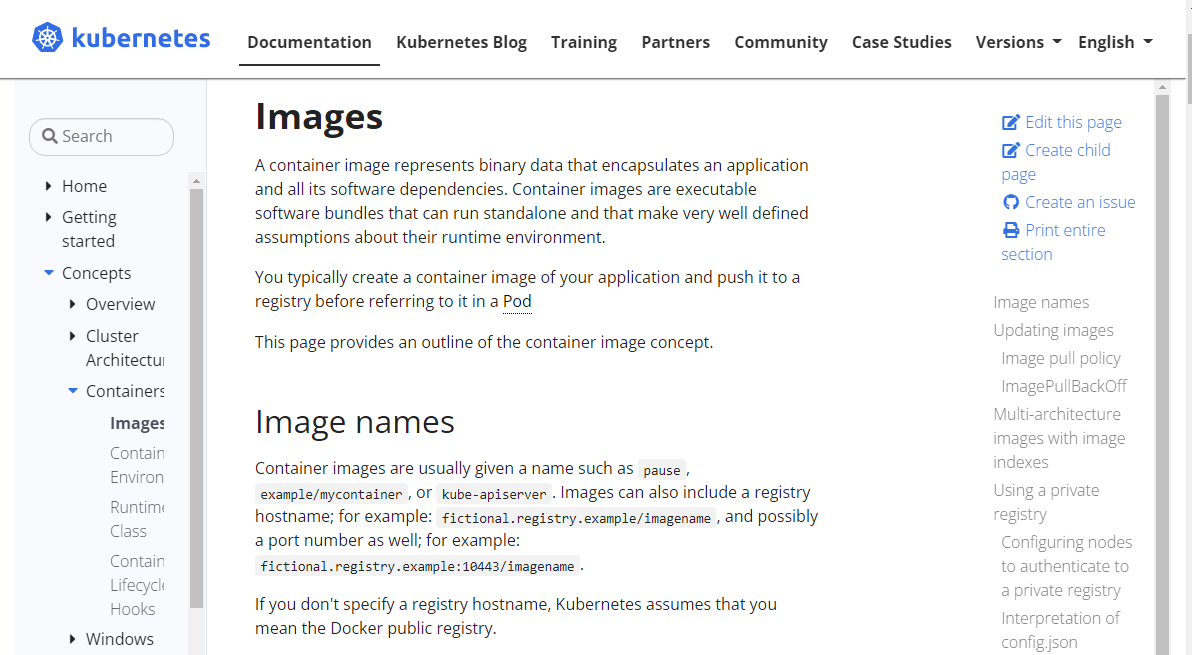 kubernetes
Documentation Kubernetes Blog Training Partners Community Case Studies Versions English
Search
Home
Getting
started
Concepts
Overview
Cluster
Architectu
Containers
Images
Contain
Environ
Runtime
Class
Contain
Lifecycle
Hooks
Windows
Images
A container image represents binary data that encapsulates an application
and all its software dependencies. Container images are executable
software bundles that can run standalone and that make very well defined
assumptions about their runtime environment.
You typically create a container image of your application and push it to a
registry before referring to it in a Pod
This page provides an outline of the container image concept.
Image names
Container images are usually given a name such as pause ,
example/mycontainer , or kube-apiserver . Images can also include a registry
hostname; for example: fictional.registry.example/imagename , and possibly
a port number as well; for example:
fictional.registry.example:10443/imagename .
If you don't specify a registry hostname, Kubernetes assumes that you
mean the Docker public registry.
Edit this page
Create child
page
Create an issue
Print entire
section
Image names
Updating images
Image pull policy
ImagePullBackOff
Multi-architecture
images with image
indexes
Using a private
registry
Configuring nodes
to authenticate to
a private registry
Interpretation of
config.json